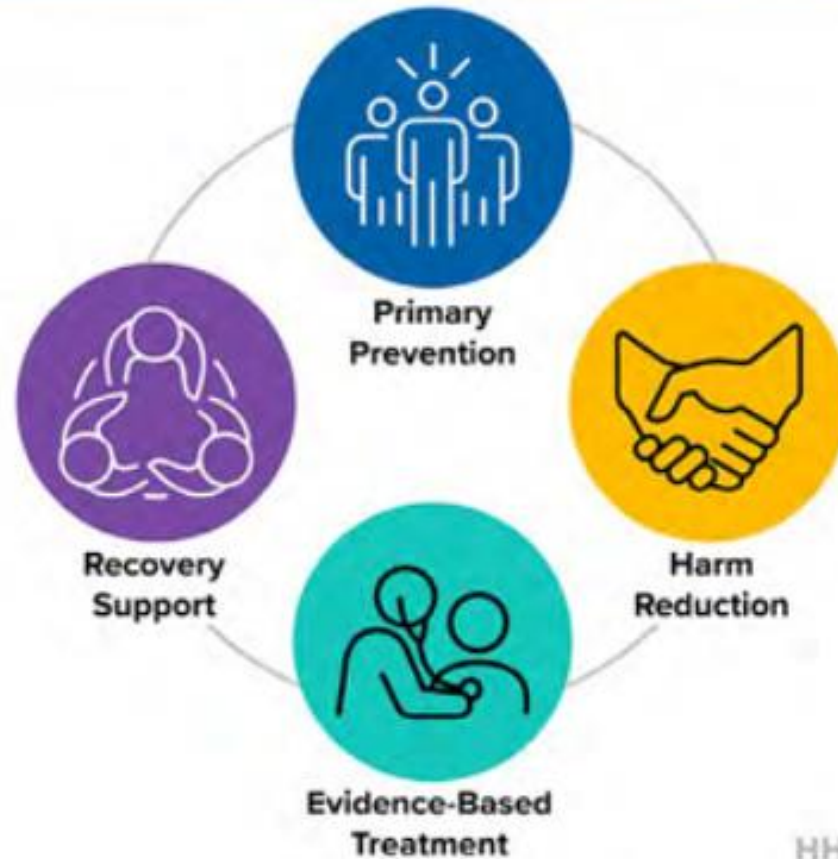 Primary
Prevention
Recovery
Support
Harm
Reduction
Evidence-Based
Treatment